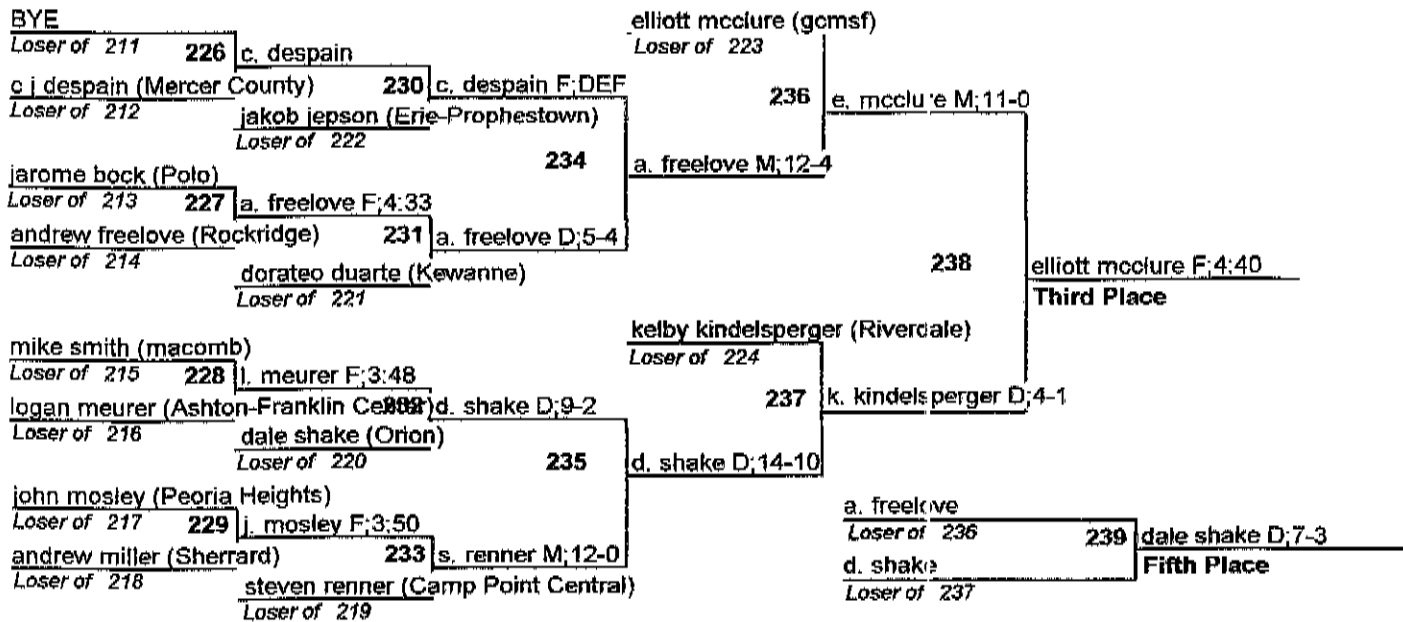 BYE
Loser of 211
226
c. despain
c j despain (Mercer County)
Loser of 212
230
c. despain F;DEF
jakob jepson (Erie-Prophestown)
Loser of 222
234
a. freelove M;12-4
jarome bock (Polo)
Loser of 213
227
a. freelove F;4:33
andrew freelove (Rockridge)
Loser of 214
231
a. freelove D;5-4
dorateo duarte (Kewanne)
Loser of 221
elliott mcclure (gcmsf)
Loser of 223
236
e. mcclure M;11-0
238
elliott mcclure F;4:40
Third Place
mike smith (macomb)
Loser of 215
228
l. meurer F;3:48
logan meurer (Ashton-Franklin Center)
Loser of 216
d. shake D;9-2
dale shake (Orion)
Loser of 220
235
d. shake D;14-10
john mosley (Peoria Heights)
Loser of 217
229
j. mosley F;3:50
andrew miller (Sherrard)
Loser of 218
233
s. renner M;12-0
steven renner (Camp Point Central)
Loser of 219
kelby kindelsperger (Riverdale)
Loser of 224
237
k. kindelsperger D;4-1
a. freelove
Loser of 236
239
dale shake D;7-3
d. shake
Fifth Place
Loser of 237